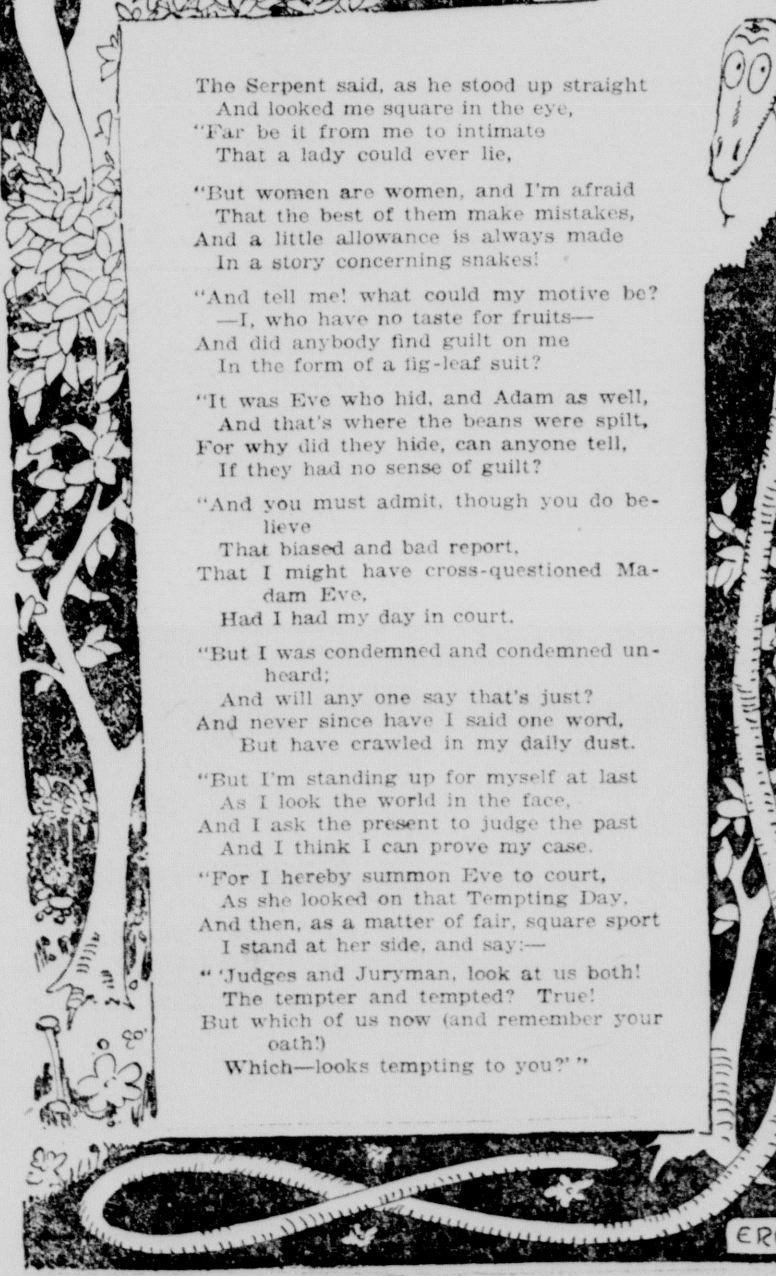 The Serpent said, as he stood up straight
And looked me square in the eye,
"Far be it from me to intimate
That a lady could ever lie,
"But women are women, and I'm afraid
That the best of them make mistakes,
And a little allowance is always made
In a story concerning snakes!
"And tell me! what could my motive be?
—I, who have no taste for fruits—
And did anybody find guilt on me
In the form of a fig-leaf suit?
"It was Eve who hid, and Adam as well,
And that's where the beans were spilt,
For why did they hide, can anyone tell,
If they had no sense of guilt?
"And you must admit, though you do be-
lieve
That biased and bad report,
That I might have cross-questioned Ma-
dam Eve,
Had I had my day in court.
"But I was condemned and condemned un-
heard;
And will any one say that's just?
And never since have I said one word,
But have crawled in my daily dust.
"But I'm standing up for myself at last
As I look the world in the face,
And I ask the present to judge the past
And I think I can prove my case.
"For I hereby summon Eve to court,
As she looked on that Tempting Day,
And then, as a matter of fair, square sport
I stand at her side, and say:—
" 'Judges and Juryman, look at us both!
The tempter and tempted? True!
But which of us now (and remember your
oath!)
Which—looks tempting to you?' "